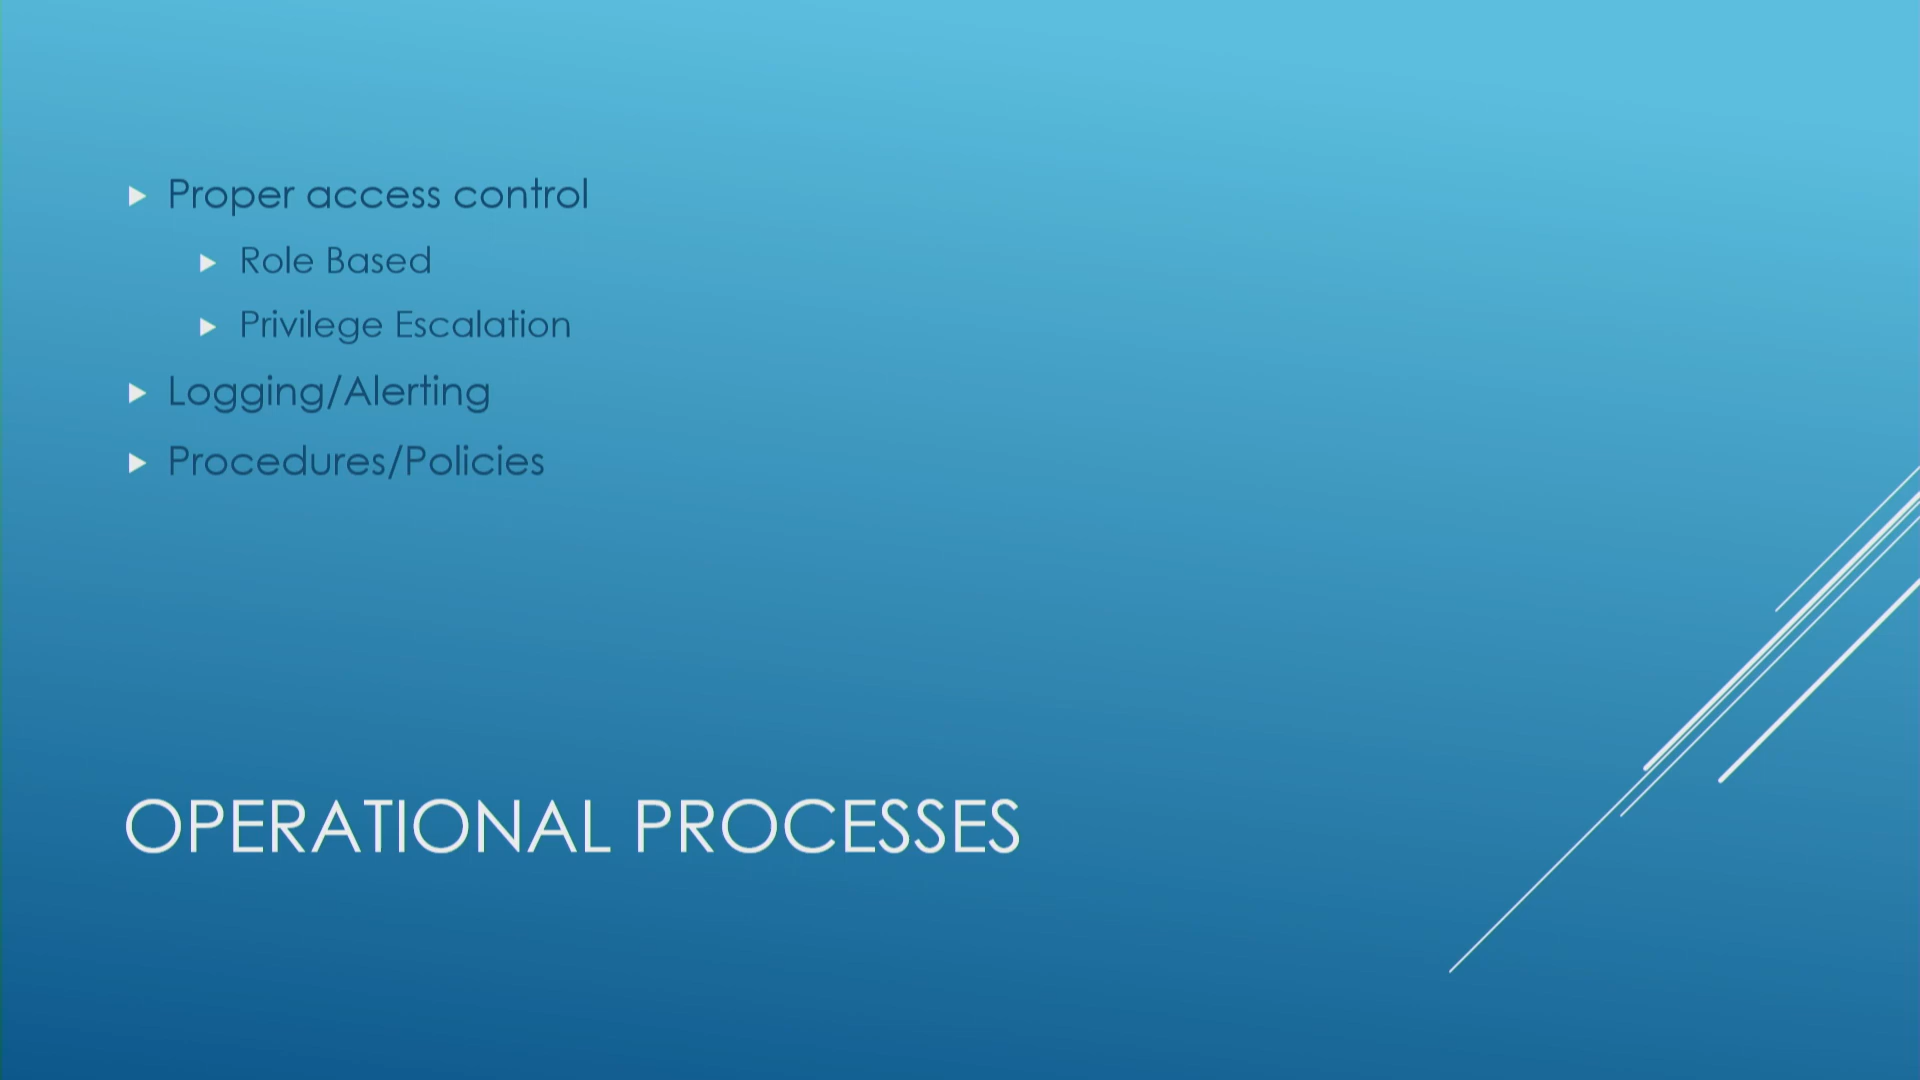 Proper access control
Role Based
Privilege Escalation
Logging/Alerting
Procedures/Policies
OPERATIONAL PROCESSES